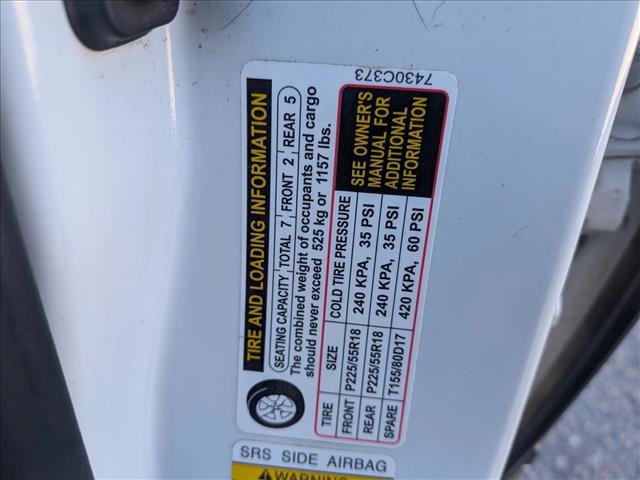 TIRE AND LOADING INFORMATION
SEATING CAPACITY TOTAL 7 FRONT 2 REAR 5
The combined weight of occupants and cargo
should never exceed 525 kg or 1157 lbs.
TIRE SIZE COLD TIRE PRESSURE
FRONT P225/55R18 240 KPA, 35 PSI
REAR P225/55R18 240 KPA, 35 PSI
SPARE T155/80D17 420 KPA, 60 PSI
SEE OWNER'S
MANUAL FOR
ADDITIONAL
INFORMATION
7430C373
SRS SIDE AIRBAG
WARNING